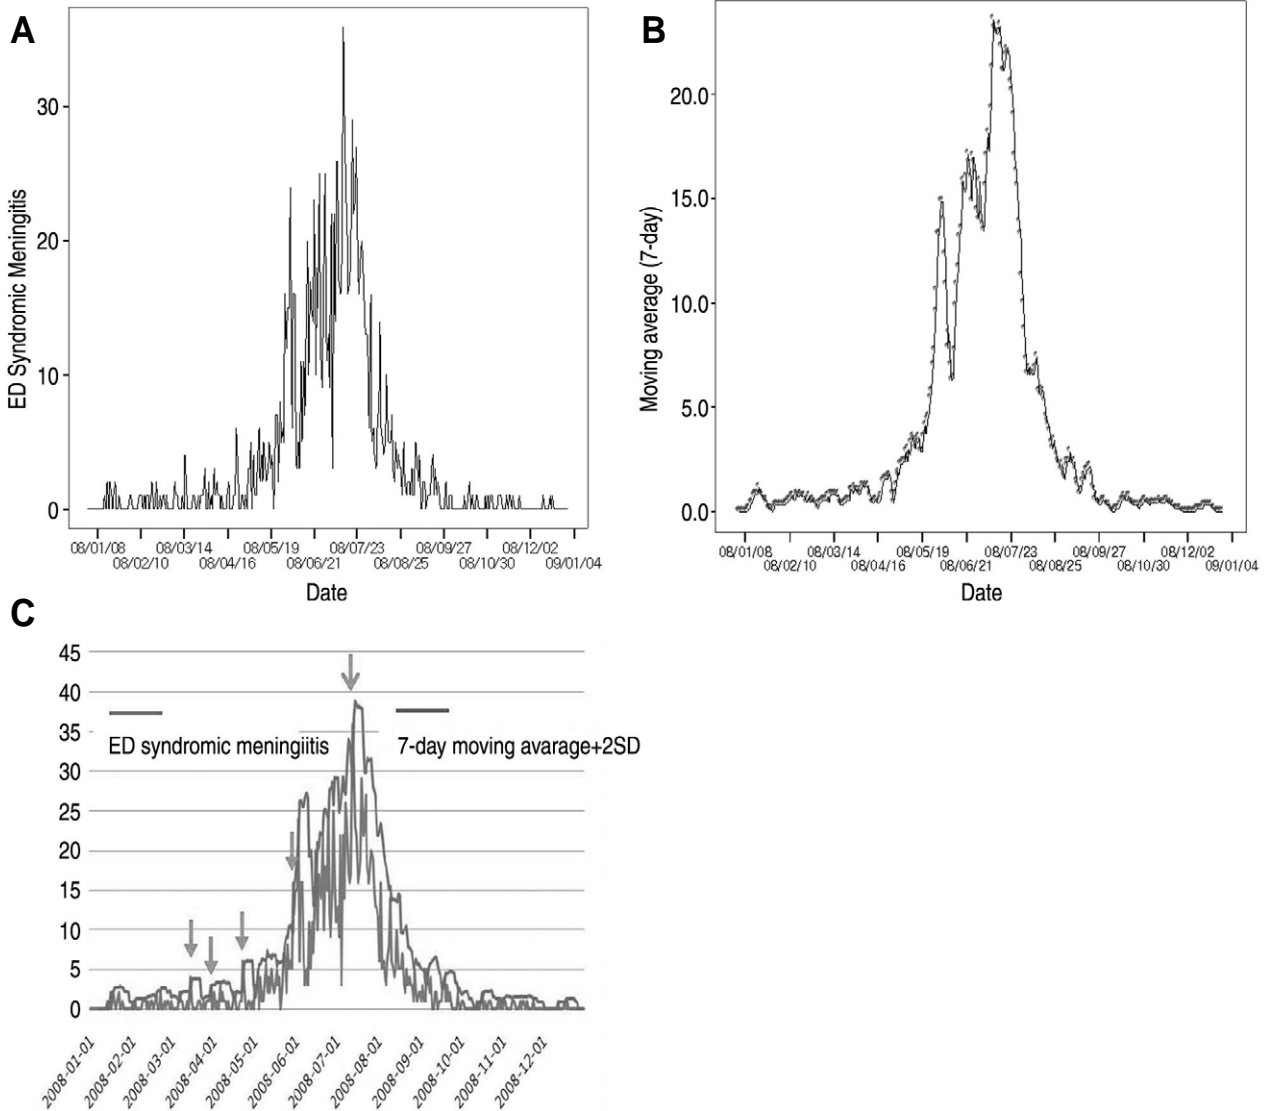 A
ED Syndromic Meningitis
30
20
10
0
08/01/08 08/03/14 08/05/19 08/07/23 08/09/27 08/12/02
08/02/10 08/04/16 08/06/21 08/08/25 08/10/30 09/01/04
Date
B
Moving average (7-day)
20.0
15.0
10.0
5.0
0.0
08/01/08 08/03/14 08/05/19 08/07/23 08/09/27 08/12/02
08/02/10 08/04/16 08/06/21 08/08/25 08/10/30 09/01/04
Date
C
45
40
35
ED syndromic meningiitis 7-day moving avarage+2SD
30
25
20
15
10
5
0
2008-01-01 2008-02-01 2008-03-01 2008-04-01 2008-05-01 2008-06-01 2008-07-01 2008-08-01 2008-09-01 2008-10-01 2008-11-01 2008-12-01